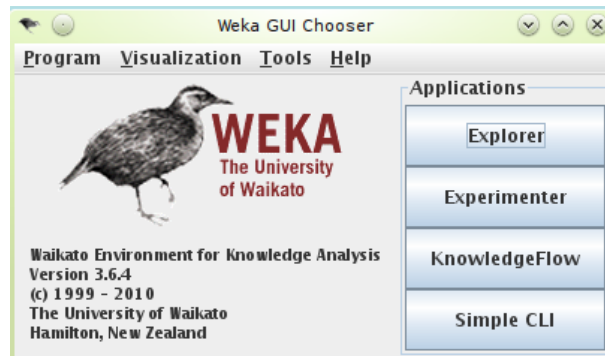 Weka GUI Chooser
Program Visualization Tools Help
WEKA
The University
of Waikato
Waikato Environment for Knowledge Analysis
Version 3.6.4
(c) 1999 - 2010
The University of Waikato
Hamilton, New Zealand
Applications
Explorer
Experimenter
KnowledgeFlow
Simple CLI